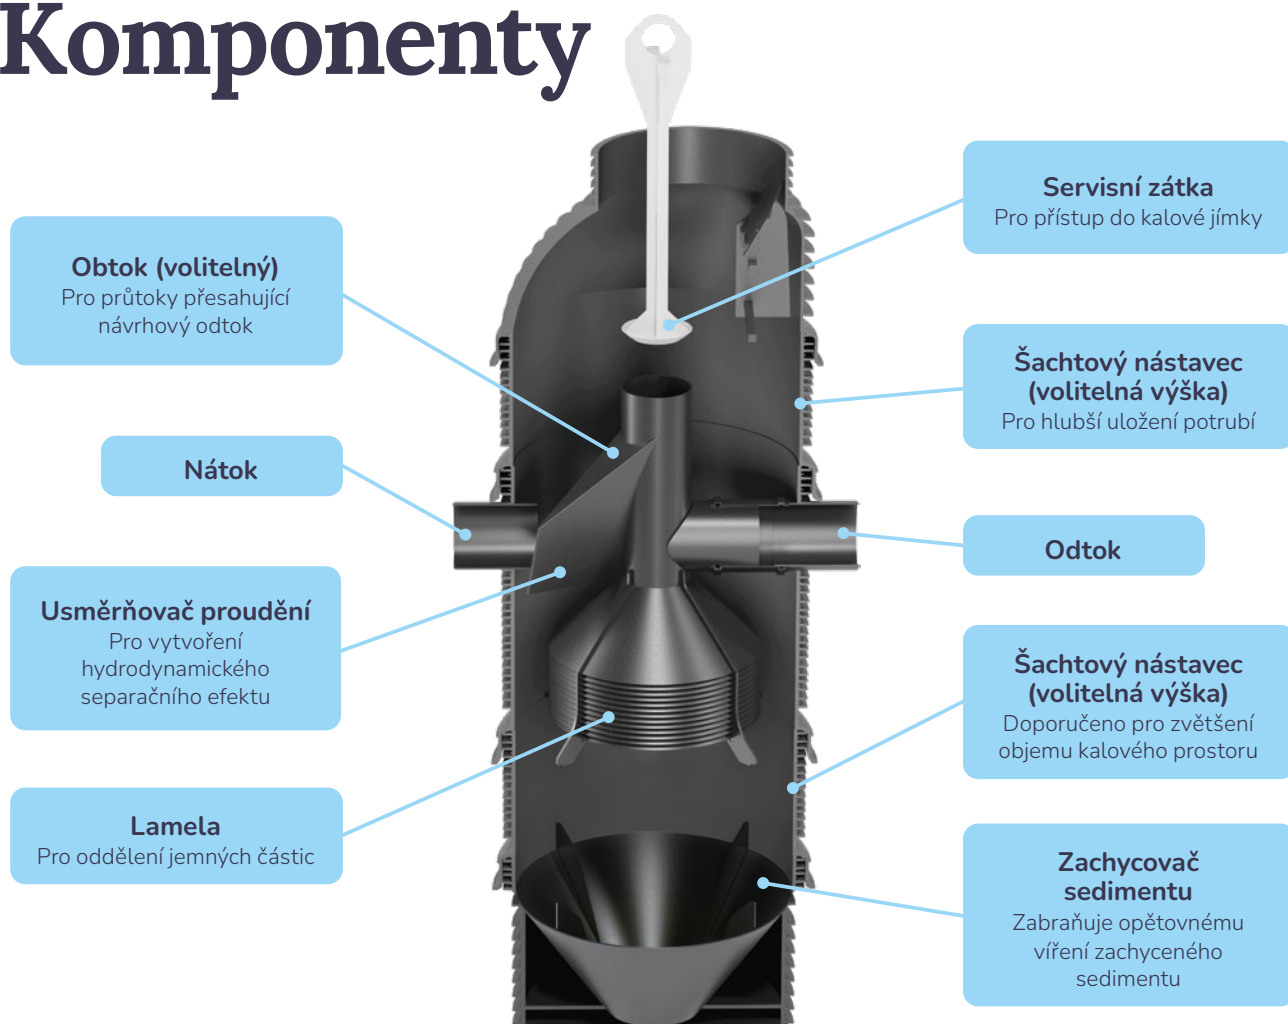 Komponenty
Obtok (volitelný)
Pro průtoky přesahující
návrhový odtok
Nátok
Usměrňovač proudění
Pro vytvoření
hydrodynamického
separačního efektu
Lamela
Pro oddělení jemných částic
Servisní zátka
Pro přístup do kalové jímky
Šachtový nástavec
(volitelná výška)
Pro hlubší uložení potrubí
Odtok
Šachtový nástavec
(volitelná výška)
Doporučeno pro zvětšení
objemu kalového prostoru
Zachycovač
sedimentu
Zabraňuje opětovnému
víření zachyceného
sedimentu